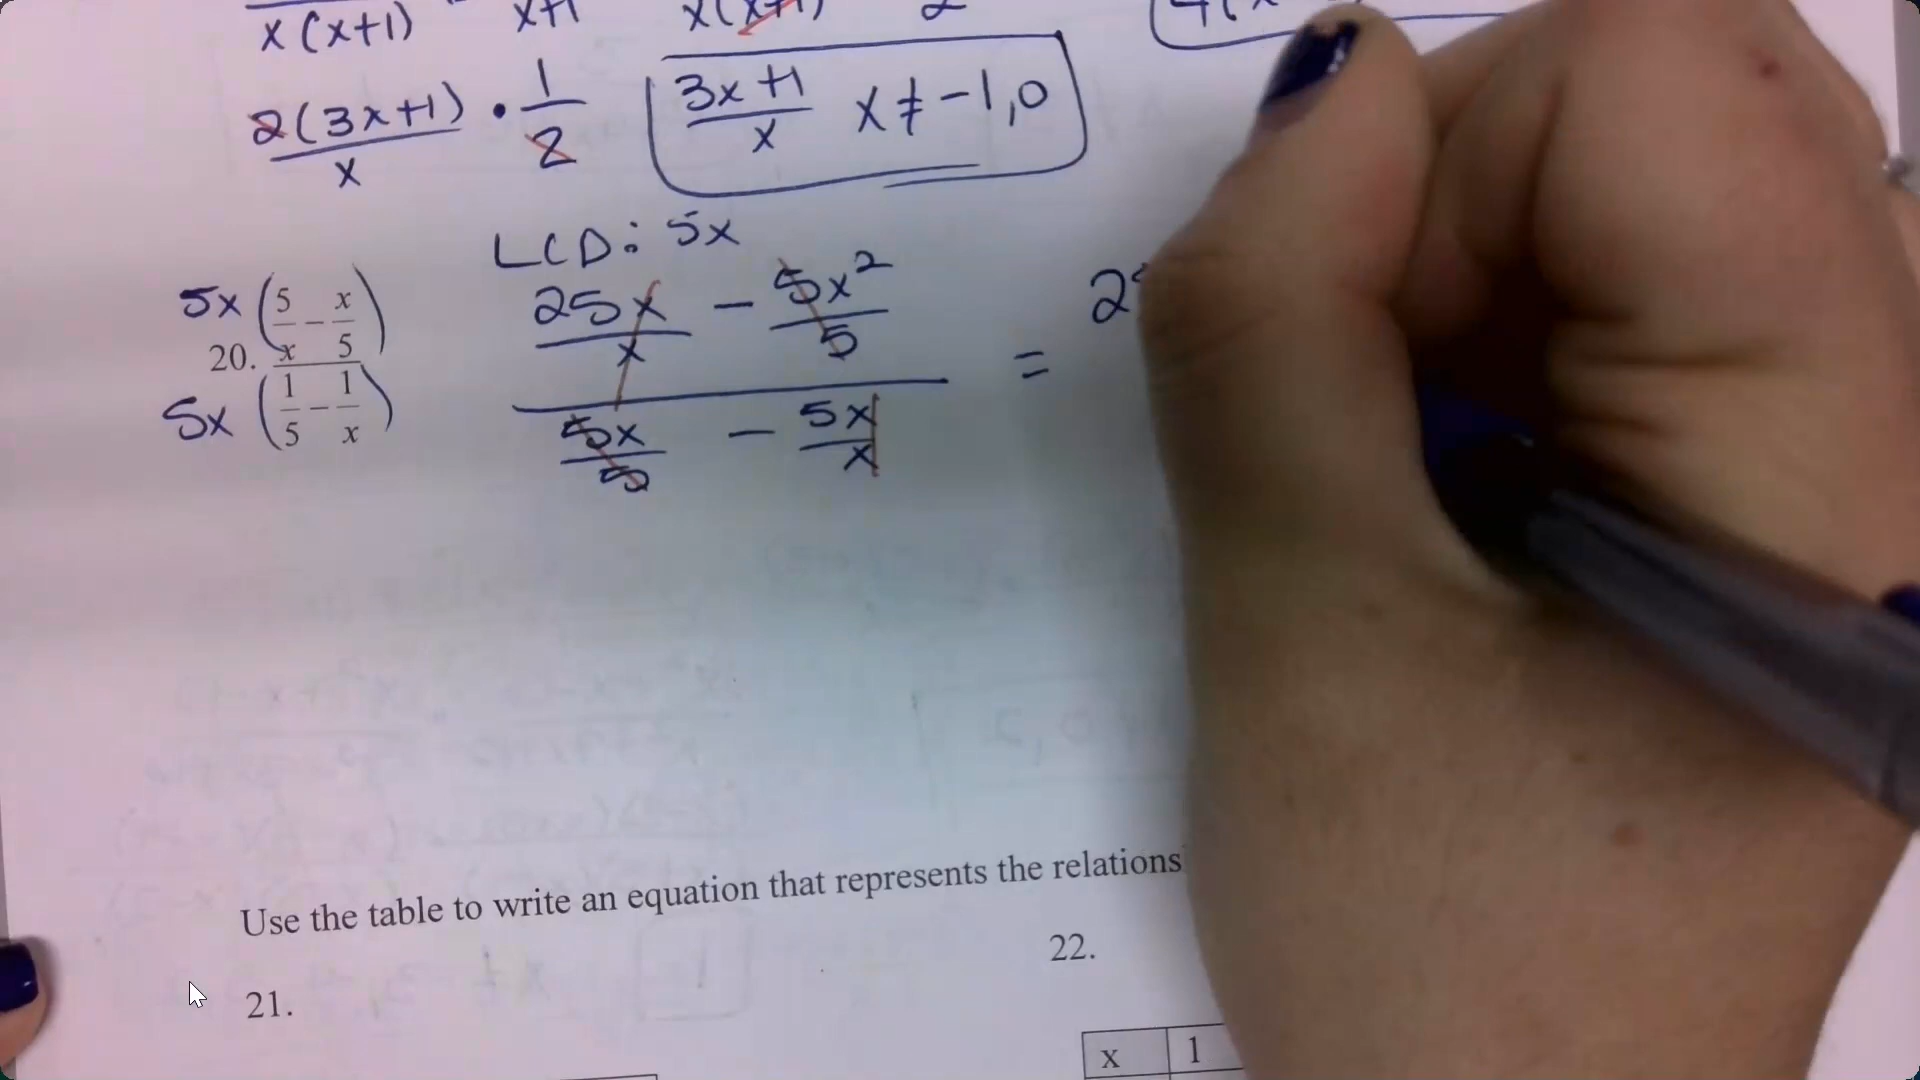 x(x+1) x+1 x(x+1) 2
2(3x+1)/x • 1/2 3x+1/x x ≠ -1,0
LCD: 5x
5x (5/x - x/5) 25x/x - 5x²/5
20. = 2
5x (1/5 - 1/x) 5x/5 - 5x/x
Use the table to write an equation that represents the
22.
21.
x 1